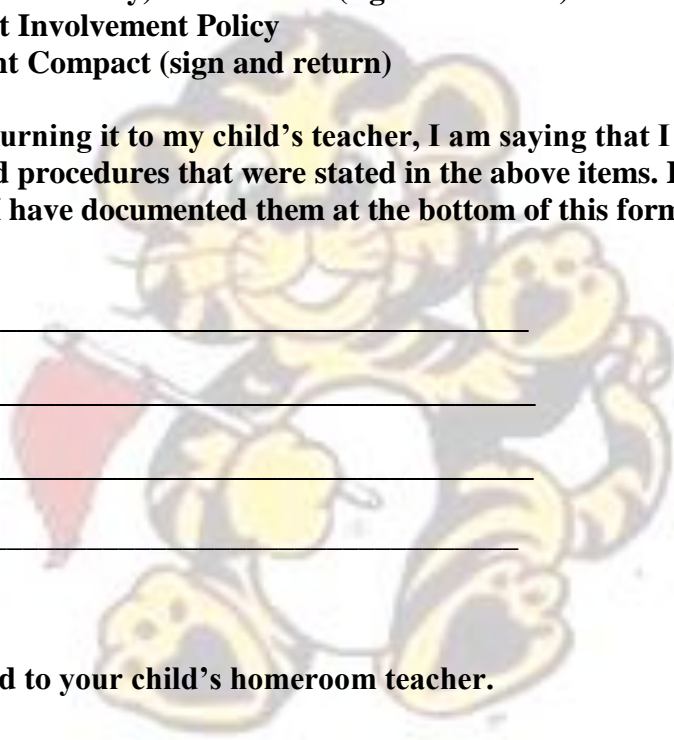 t Involvement Policy
nt Compact (sign and return)
urning it to my child’s teacher, I am saying that I
d procedures that were stated in the above items. I
I have documented them at the bottom of this form
d to your child’s homeroom teacher.